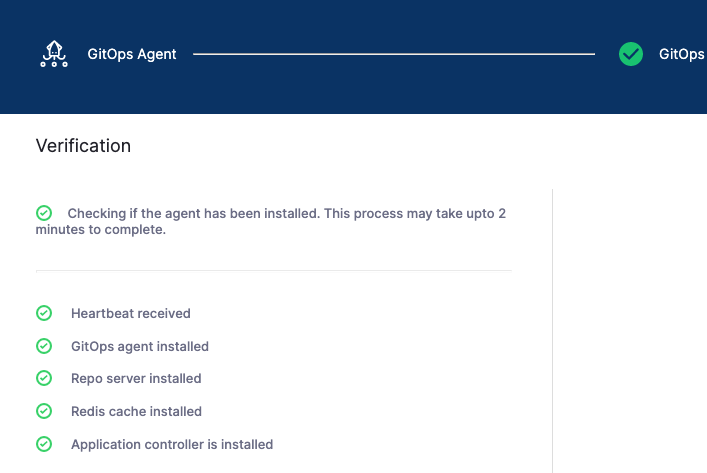 GitOps Agent
GitOps
Verification
Checking if the agent has been installed. This process may take upto 2
minutes to complete.
Heartbeat received
GitOps agent installed
Repo server installed
Redis cache installed
Application controller is installed